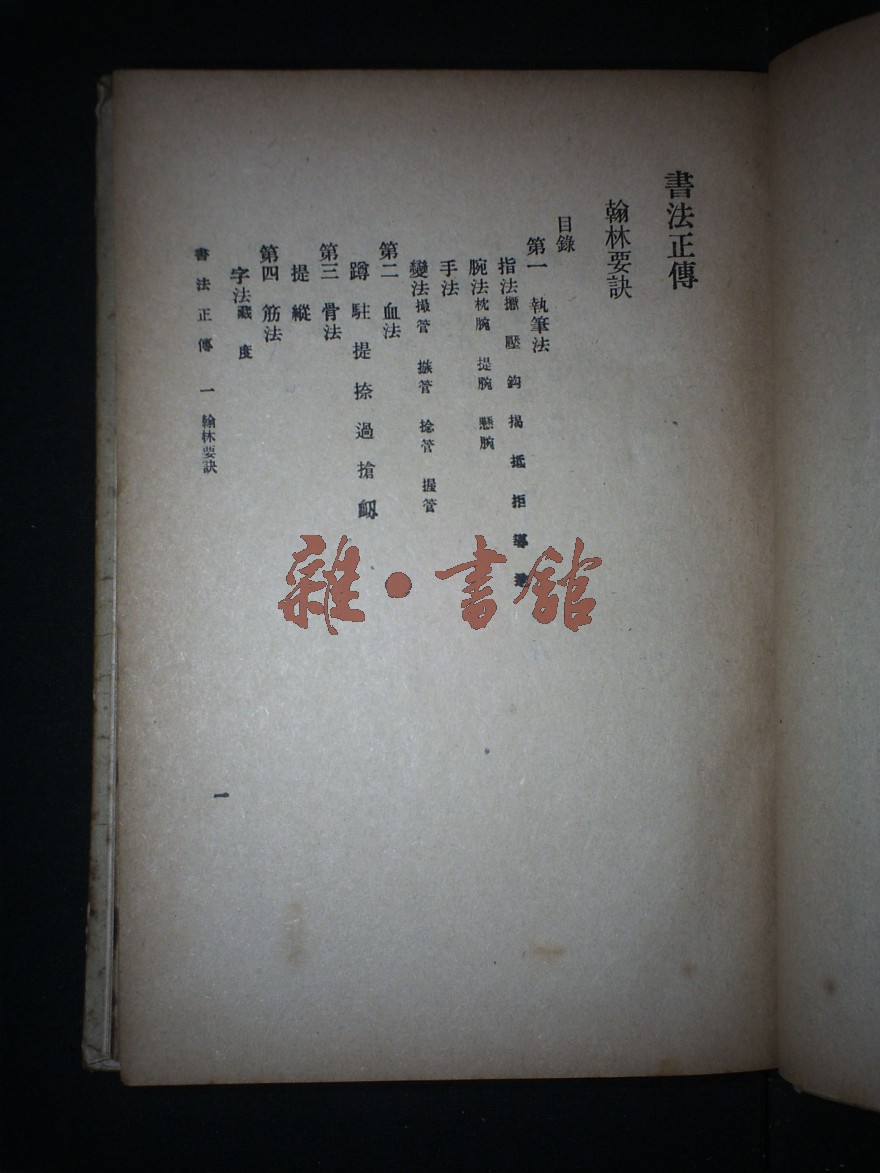 書法正傳
翰林要訣
目錄
第一 執筆法
指法擫 壓 鈎 揭 抵 拒 導 送
腕法枕腕 提腕 懸腕
手法
變法撮管 㨹管 捻管 握管
第二 血法
蹲 駐 提 捺 過 搶 衂
第三 骨法
提 縱
第四 筋法
字法藏 度
書法正傳 一 翰林要訣
一
雜·書舘